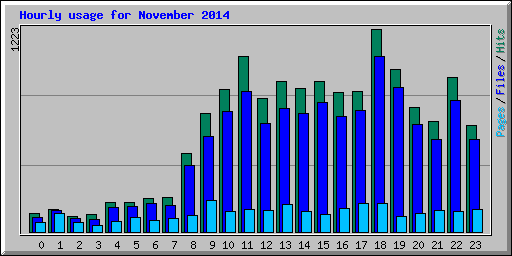 Hourly usage for November 2014
1223
Pages / Files / Hits
0 1 2 3 4 5 6 7 8 9 10 11 12 13 14 15 16 17 18 19 20 21 22 23